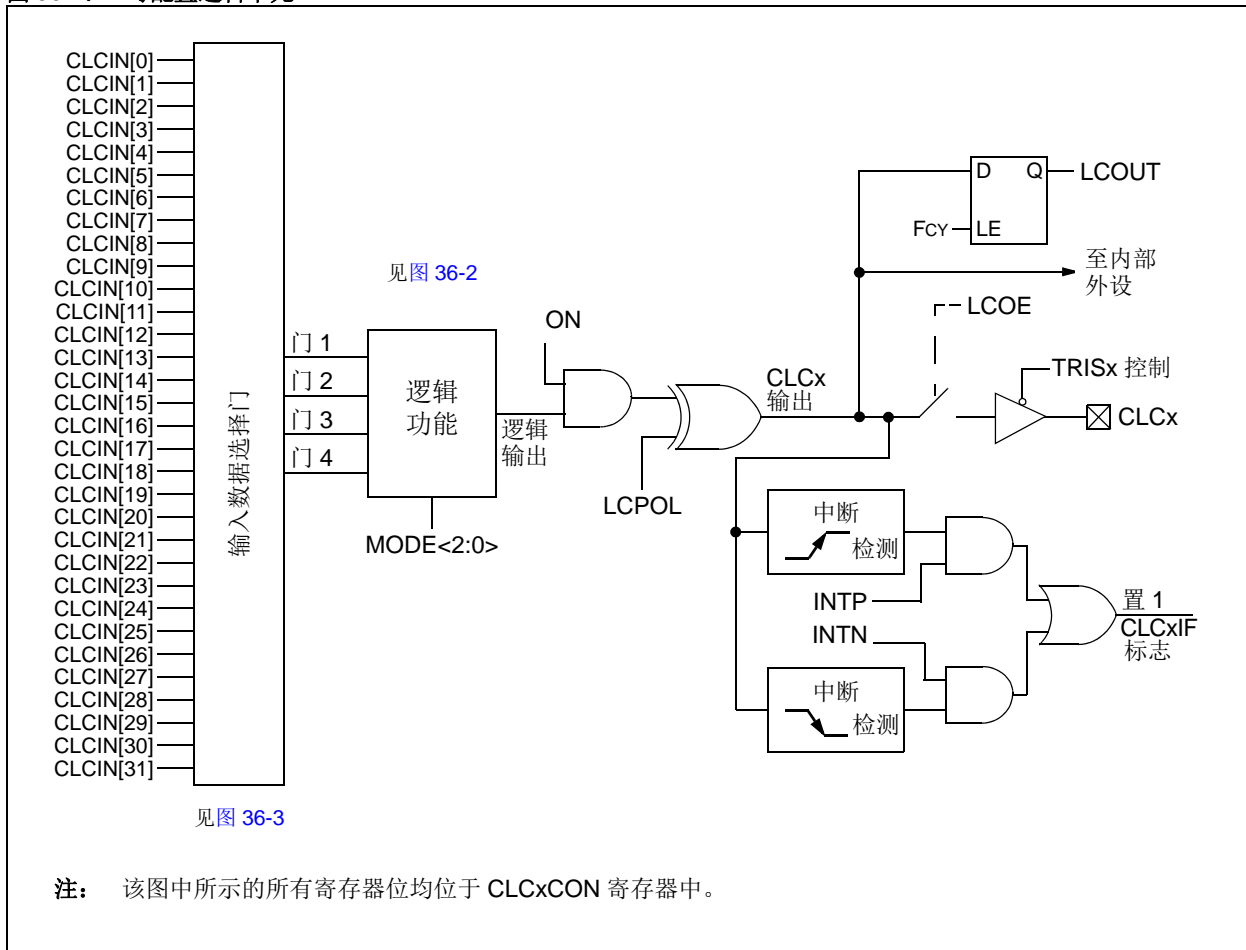 CLCIN[0]
CLCIN[1]
CLCIN[2]
CLCIN[3]
CLCIN[4]
CLCIN[5]
CLCIN[6]
CLCIN[7]
CLCIN[8]
CLCIN[9]
CLCIN[10]
CLCIN[11]
CLCIN[12]
CLCIN[13]
CLCIN[14]
CLCIN[15]
CLCIN[16]
CLCIN[17]
CLCIN[18]
CLCIN[19]
CLCIN[20]
CLCIN[21]
CLCIN[22]
CLCIN[23]
CLCIN[24]
CLCIN[25]
CLCIN[26]
CLCIN[27]
CLCIN[28]
CLCIN[29]
CLCIN[30]
CLCIN[31]
输入数据选择门
见图 36-3
门 1
门 2
门 3
门 4
见图 36-2
逻辑
功能
MODE<2:0>
逻辑
输出
ON
LCPOL
CLCx
输出
D Q
LCOUT
FCY
LE
至内部
外设
LCOE
TRISx 控制
CLCx
中断
检测
INTP
INTN
中断
检测
置 1
CLCxIF
标志
注： 该图中所示的所有寄存器位均位于 CLCxCON 寄存器中。